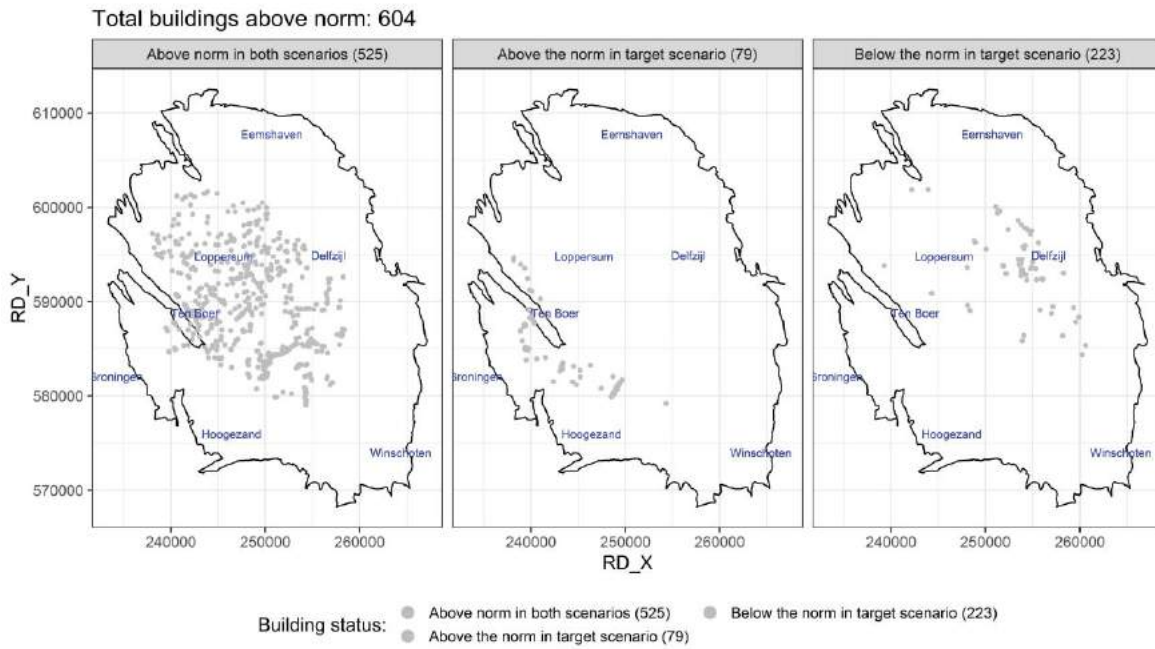 Total buildings above norm: 604
Above norm in both scenarios (525)
Above the norm in target scenario (79)
Below the norm in target scenario (223)
610000
600000
590000
580000
570000
RD_Y
Eemshaven
Loppersum
Delfzijl
Ten Boer
Groningen
Hoogezand
Winschoten
Eemshaven
Loppersum
Delfzijl
Ten Boer
Groningen
Hoogezand
Winschoten
Eemshaven
Loppersum
Delfzijl
Ten Boer
Groningen
Hoogezand
Winschoten
240000 250000 260000
240000 250000 260000
240000 250000 260000
RD_X
Building status:
Above norm in both scenarios (525)
Below the norm in target scenario (223)
Above the norm in target scenario (79)